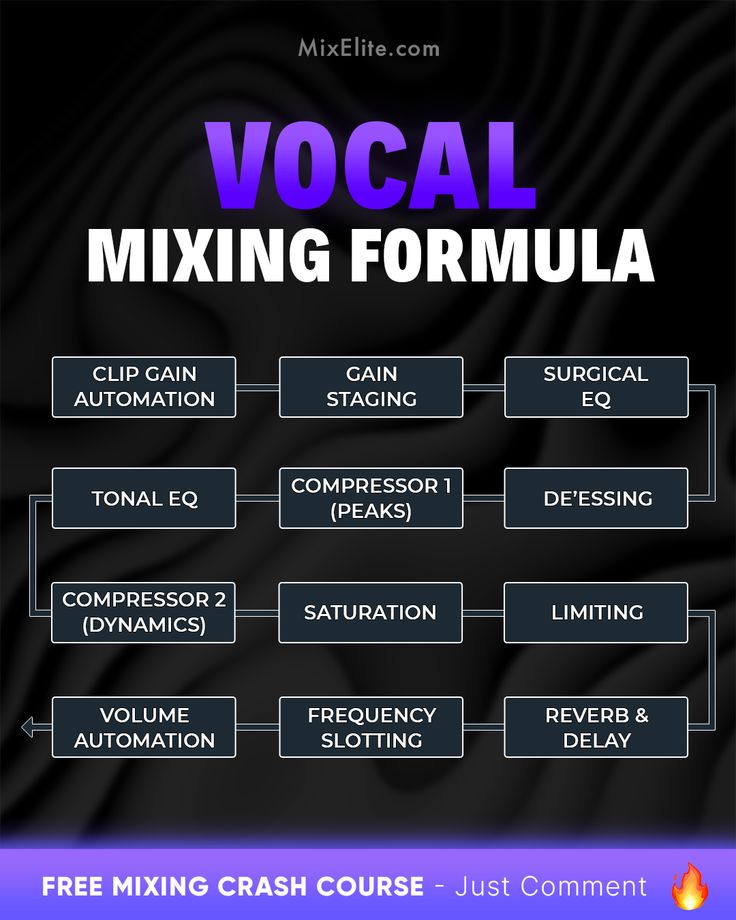 MixElite.com
VOCAL
MIXING FORMULA
CLIP GAIN
AUTOMATION
GAIN
STAGING
SURGICAL
EQ
DE'ESSING
COMPRESSOR 1
(PEAKS)
TONAL EQ
COMPRESSOR 2
(DYNAMICS)
SATURATION
LIMITING
REVERB &
DELAY
FREQUENCY
SLOTTING
VOLUME
AUTOMATION
FREE MIXING CRASH COURSE - Just Comment 🔥